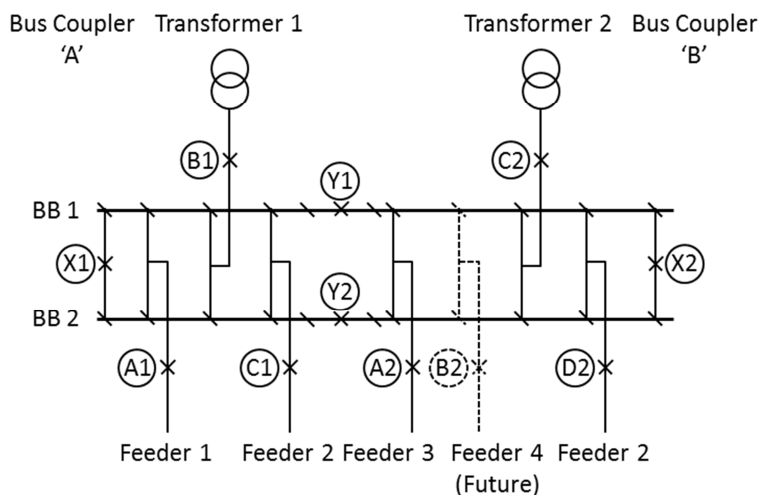 Bus Coupler
'A'
Transformer 1
Transformer 2
Bus Coupler
'B'
B1
C2
Y1
BB 1
X1
X2
Y2
BB 2
A1
C1
A2
B2
D2
Feeder 1
Feeder 2
Feeder 3
Feeder 4
(Future)
Feeder 2